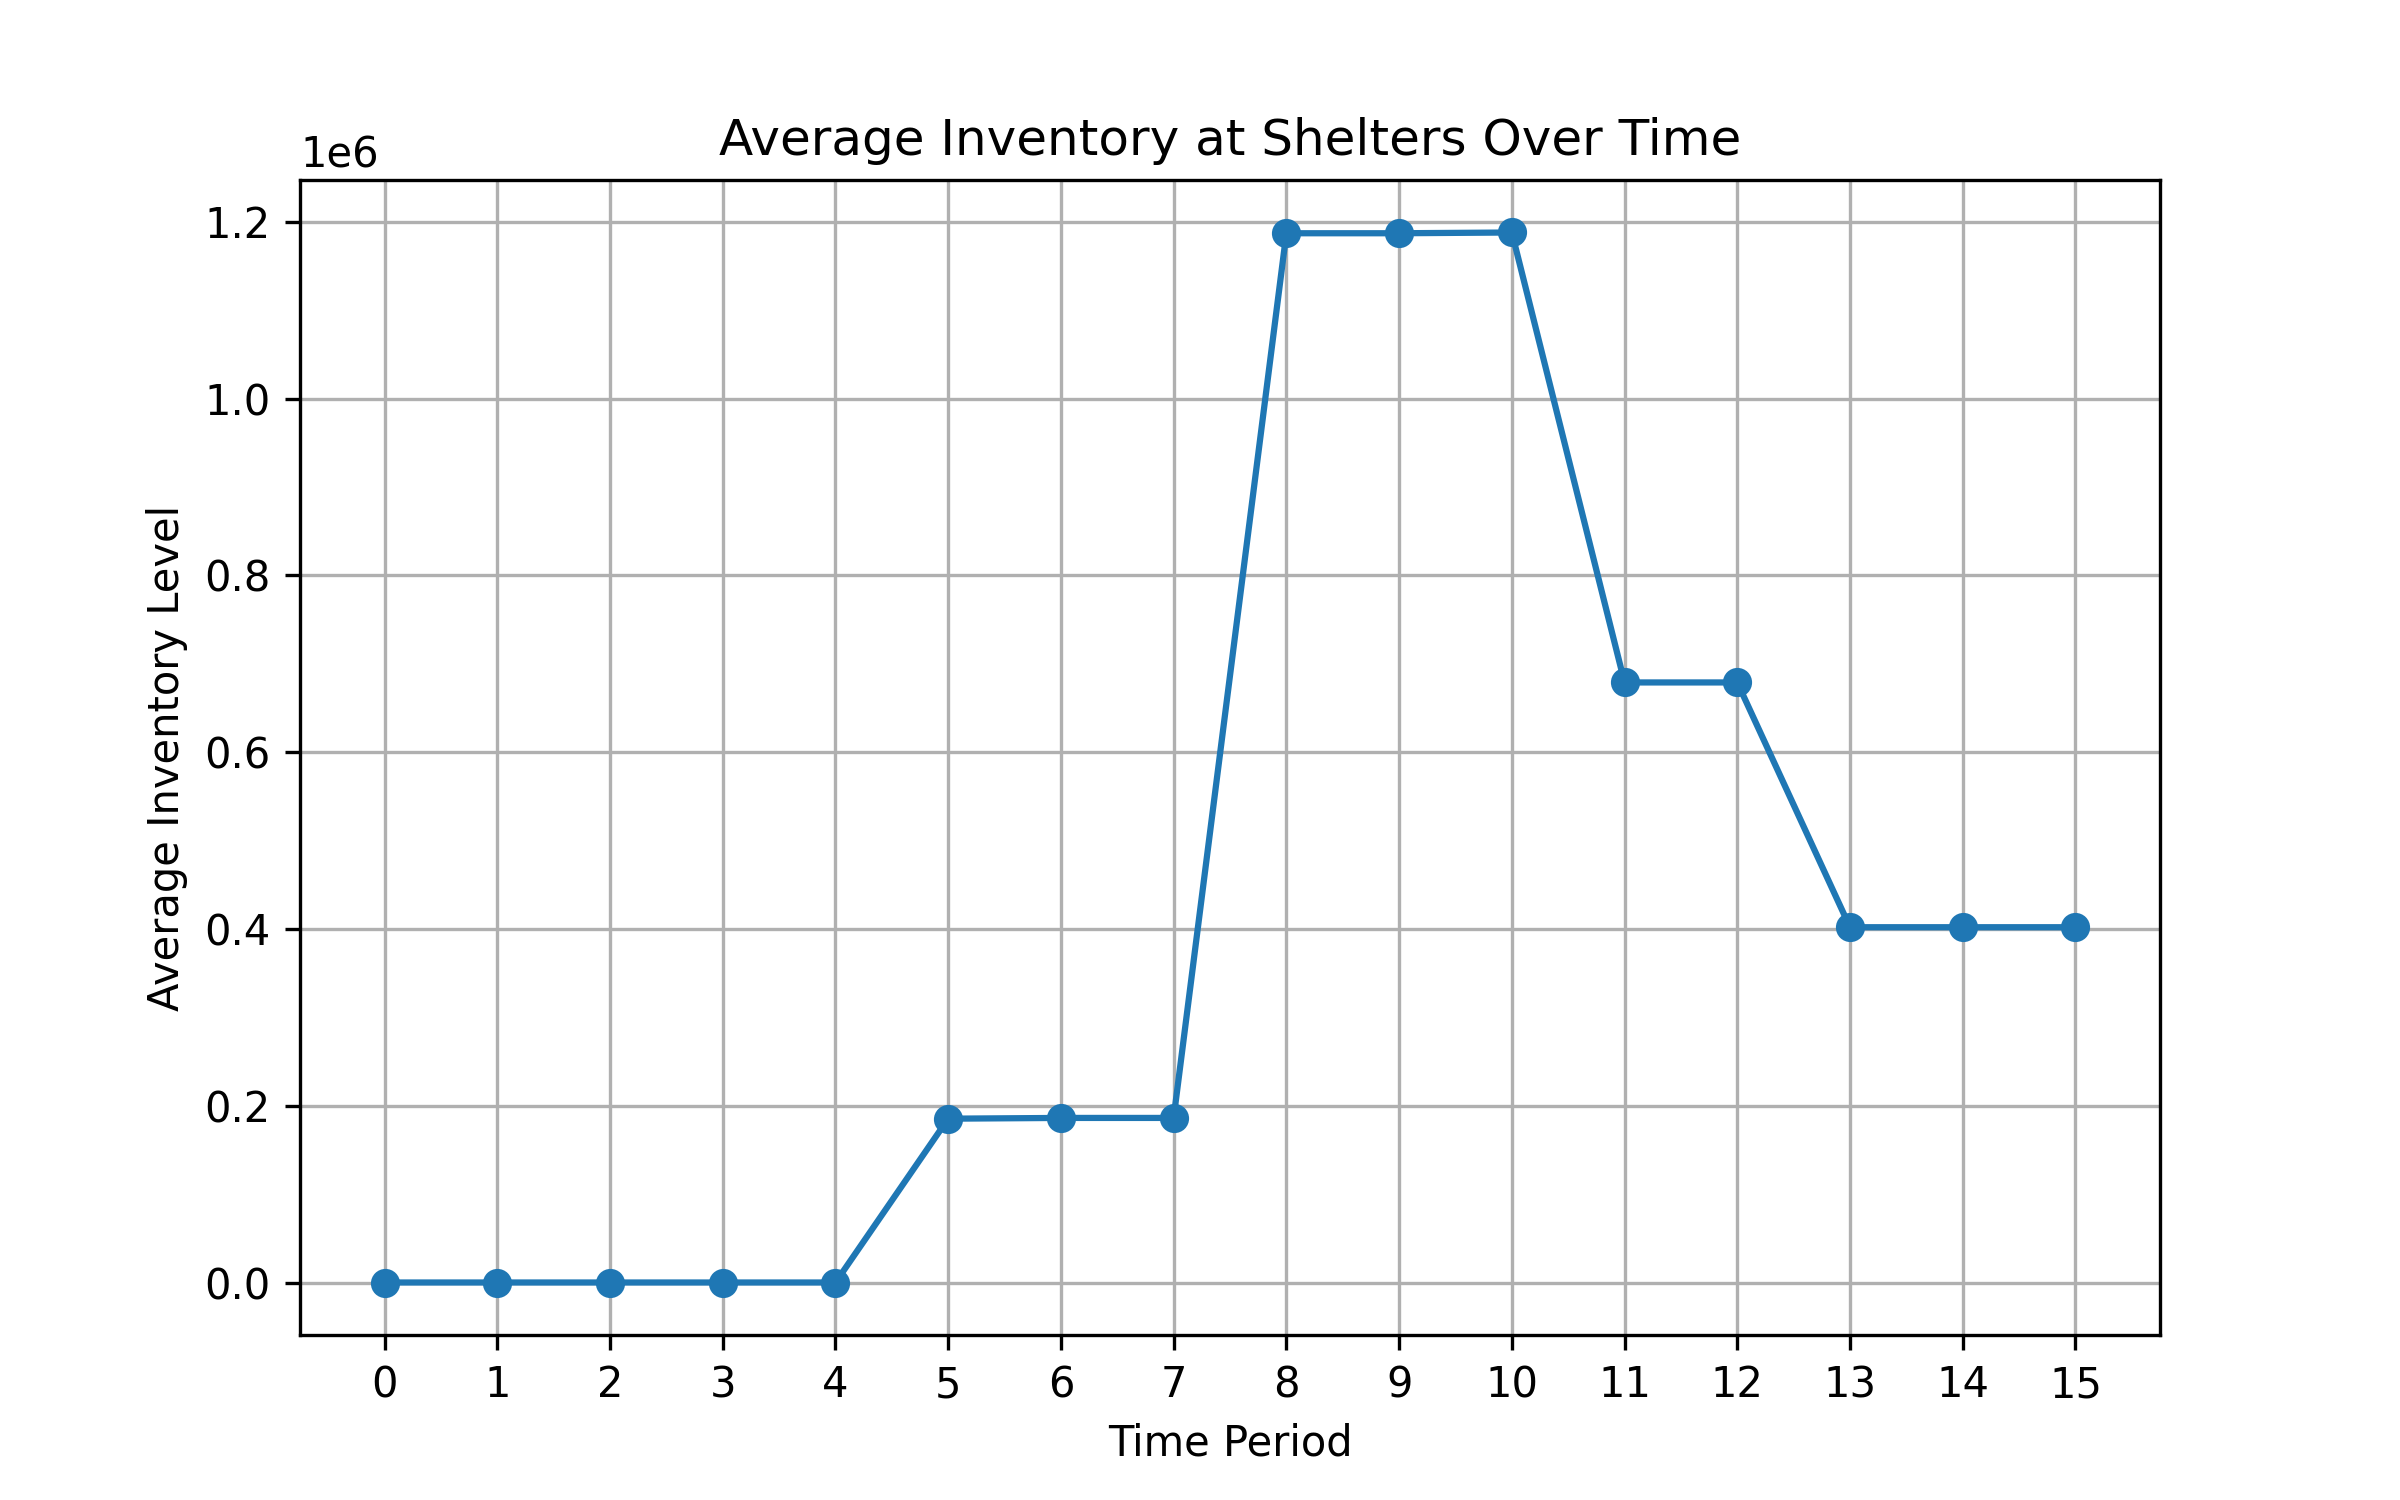 Average Inventory at Shelters Over Time
1e6
1.2
1.0
0.8
0.6
0.4
0.2
0.0
Average Inventory Level
0 1 2 3 4 5 6 7 8 9 10 11 12 13 14 15
Time Period